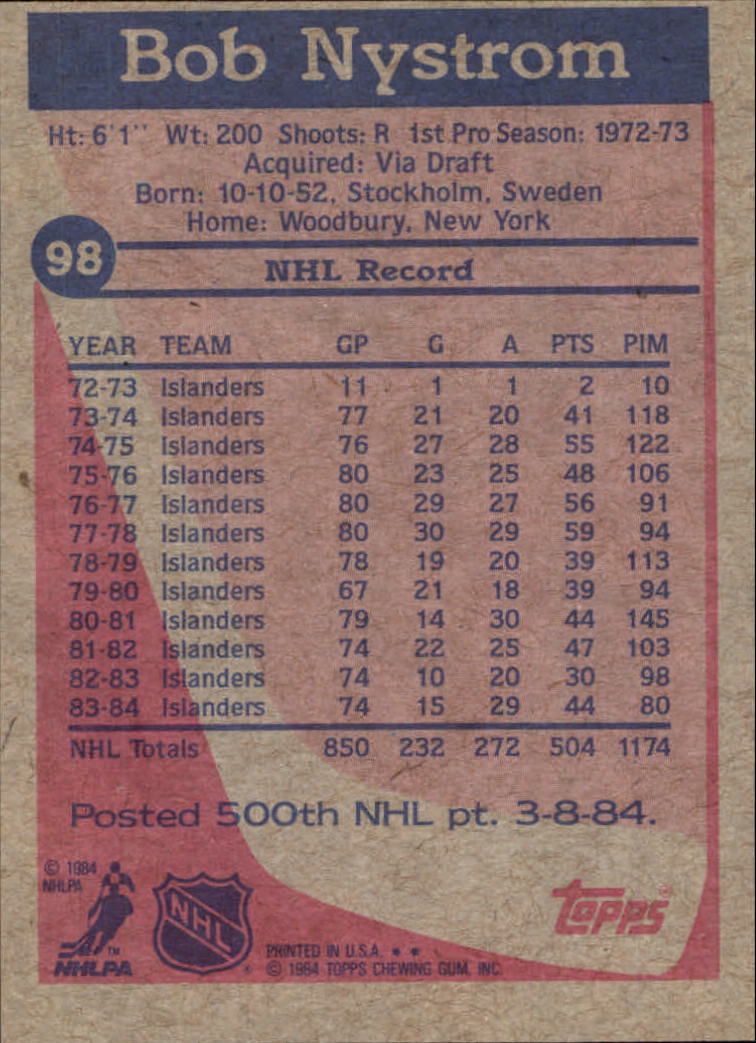 Bob Nystrom
Ht: 6'1" Wt: 200 Shoots: R 1st Pro Season: 1972-73
Acquired: Via Draft
Born: 10-10-52, Stockholm, Sweden
Home: Woodbury, New York
98
NHL Record
YEAR TEAM GP G A PTS PIM
72-73 Islanders 11 1 1 2 10
73-74 Islanders 77 21 20 41 118
74-75 Islanders 76 27 28 55 122
75-76 Islanders 80 23 25 48 106
76-77 Islanders 80 29 27 56 91
77-78 Islanders 80 30 29 59 94
78-79 Islanders 78 19 20 39 113
79-80 Islanders 67 21 18 39 94
80-81 Islanders 79 14 30 44 145
81-82 Islanders 74 22 25 47 103
82-83 Islanders 74 10 20 30 98
83-84 Islanders 74 15 29 44 80
NHL Totals 850 232 272 504 1174
Posted 500th NHL pt. 3-8-84.
© 1984
NHLPA
NHL
topps®
™
NHLPA
PRINTED IN U.S.A. * *
© 1984 TOPPS CHEWING GUM, INC.